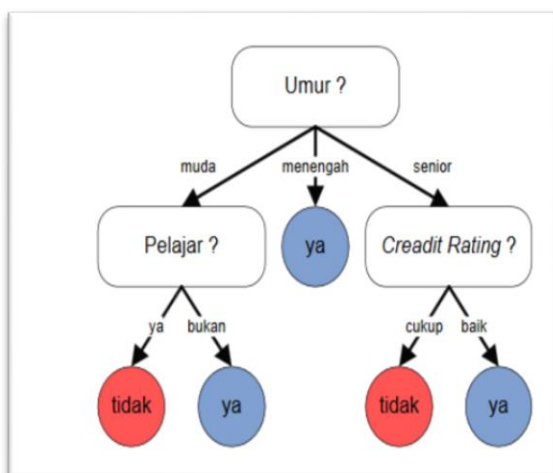 Umur ?
muda
menengah
senior
Pelajar ?
ya
Creadit Rating ?
ya
bukan
cukup
baik
tidak
ya
tidak
ya